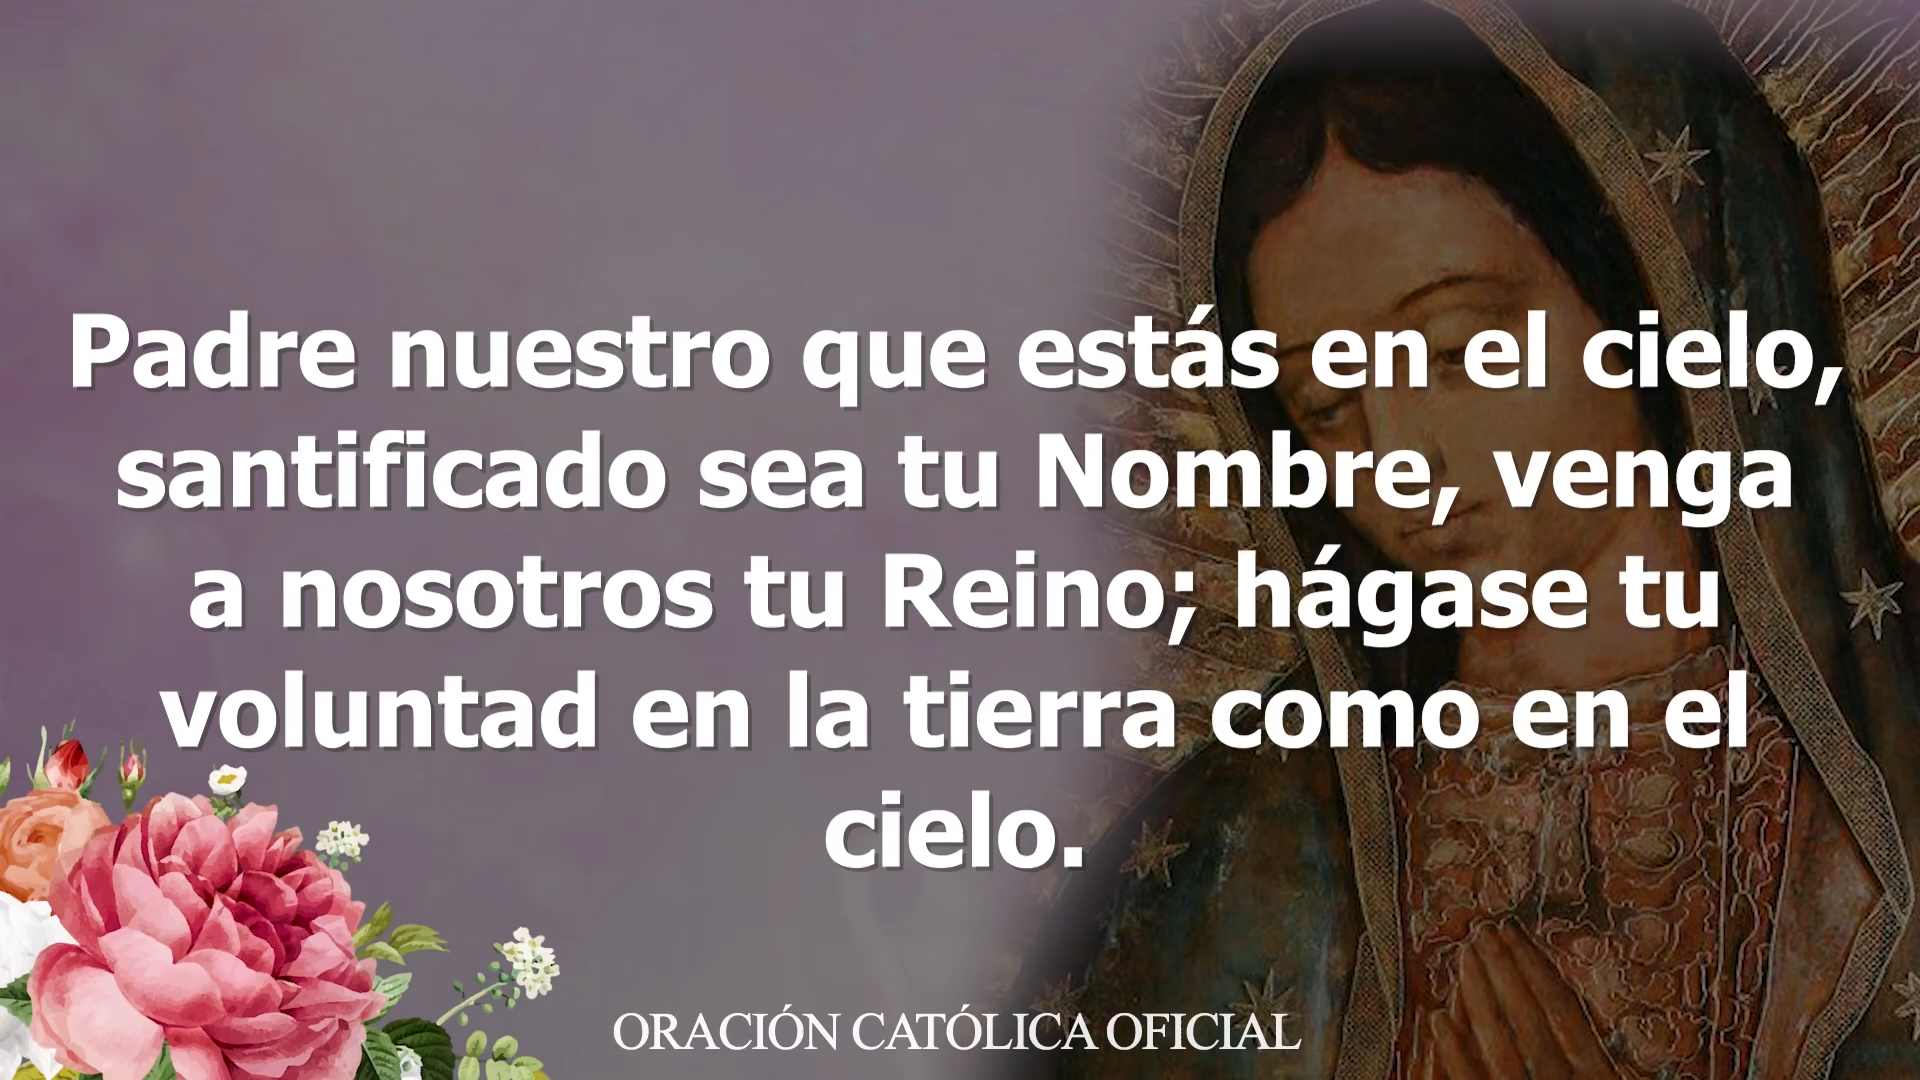 Padre nuestro que estás en el cielo,
santificado sea tu Nombre, venga
a nosotros tu Reino; hágase tu
voluntad en la tierra como en el
cielo.
ORACIÓN CATÓLICA OFICIAL